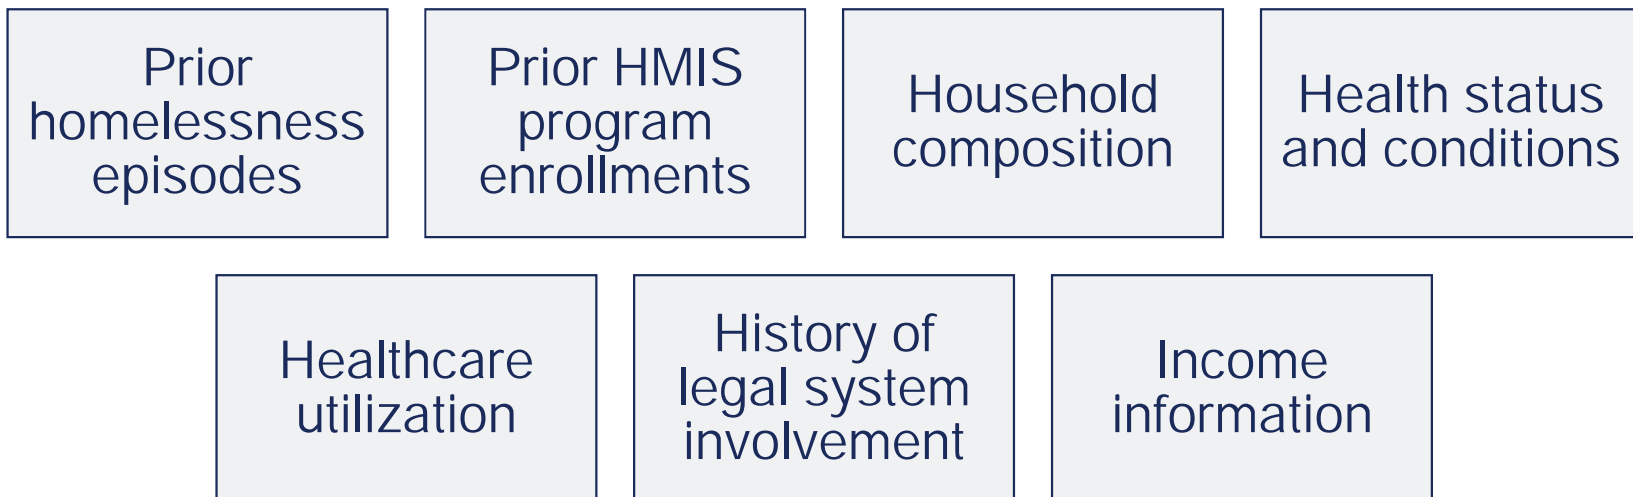 Prior
homelessness
episodes
Prior HMIS
program
enrollments
Household
composition
Health status
and conditions
Healthcare
utilization
History of
legal system
involvement
Income
information